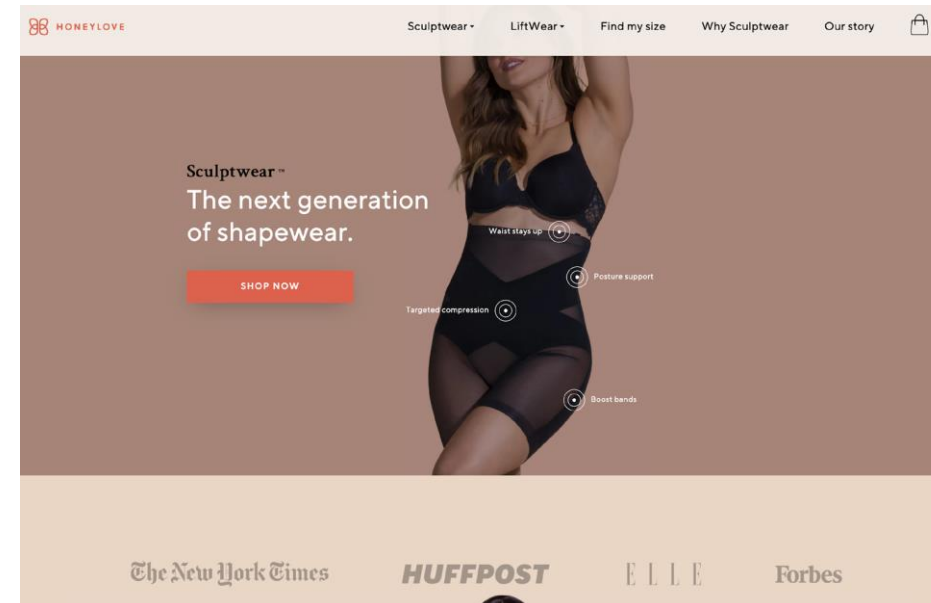 HONEYLOVE
Sculptwear
LiftWear
Find my size
Why Sculptwear
Our story
Sculptwear™
The next generation
of shapewear.
SHOP NOW
Waist stays up
Posture support
Targeted compression
Boost bands
The New York Times
HUFFPOST
ELLE
Forbes